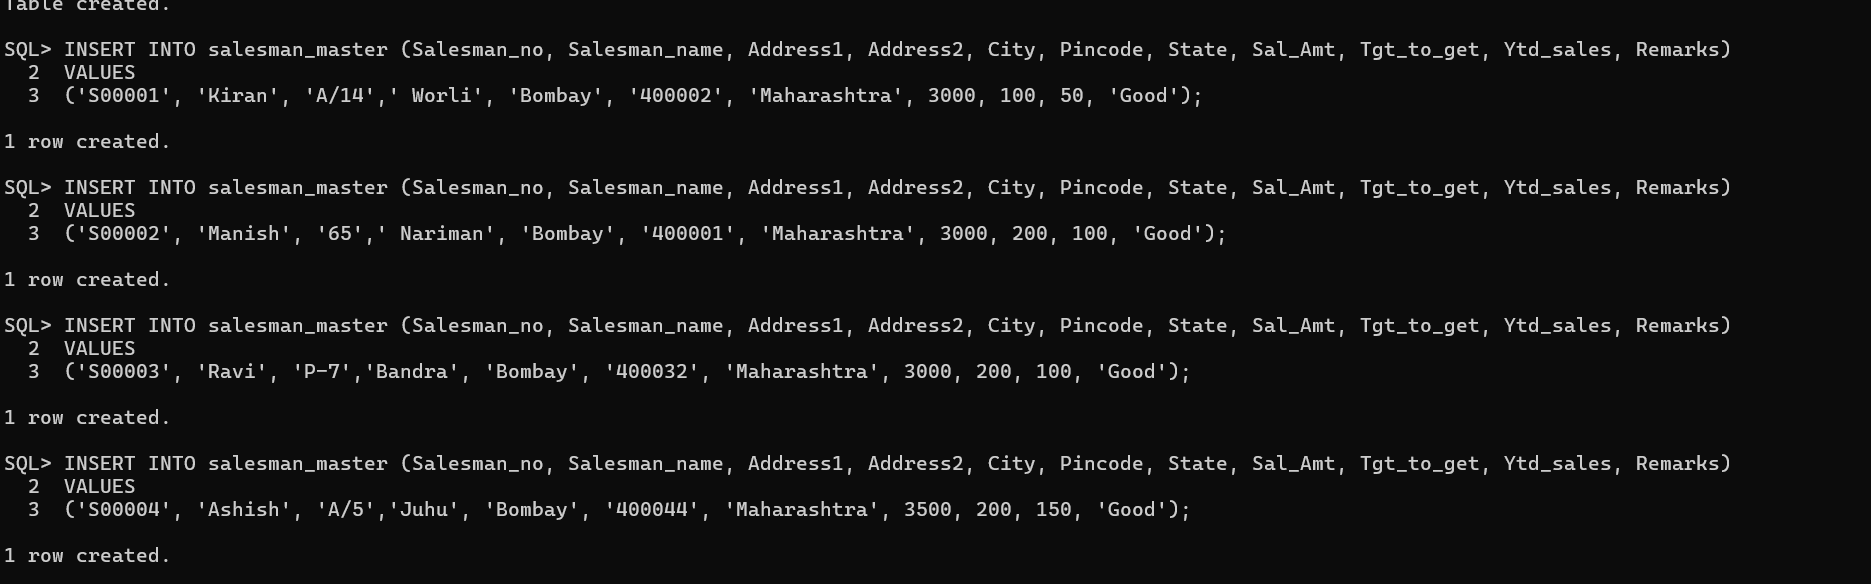 Table created.
SQL> INSERT INTO salesman_master (Salesman_no, Salesman_name, Address1, Address2, City, Pincode, State, Sal_Amt, Tgt_to_get, Ytd_sales, Remarks)
2 VALUES
3 ('S00001', 'Kiran', 'A/14',' Worli', 'Bombay', '400002', 'Maharashtra', 3000, 100, 50, 'Good');
1 row created.
SQL> INSERT INTO salesman_master (Salesman_no, Salesman_name, Address1, Address2, City, Pincode, State, Sal_Amt, Tgt_to_get, Ytd_sales, Remarks)
2 VALUES
3 ('S00002', 'Manish', '65',' Nariman', 'Bombay', '400001', 'Maharashtra', 3000, 200, 100, 'Good');
1 row created.
SQL> INSERT INTO salesman_master (Salesman_no, Salesman_name, Address1, Address2, City, Pincode, State, Sal_Amt, Tgt_to_get, Ytd_sales, Remarks)
2 VALUES
3 ('S00003', 'Ravi', 'P-7','Bandra', 'Bombay', '400032', 'Maharashtra', 3000, 200, 100, 'Good');
1 row created.
SQL> INSERT INTO salesman_master (Salesman_no, Salesman_name, Address1, Address2, City, Pincode, State, Sal_Amt, Tgt_to_get, Ytd_sales, Remarks)
2 VALUES
3 ('S00004', 'Ashish', 'A/5','Juhu', 'Bombay', '400044', 'Maharashtra', 3500, 200, 150, 'Good');
1 row created.